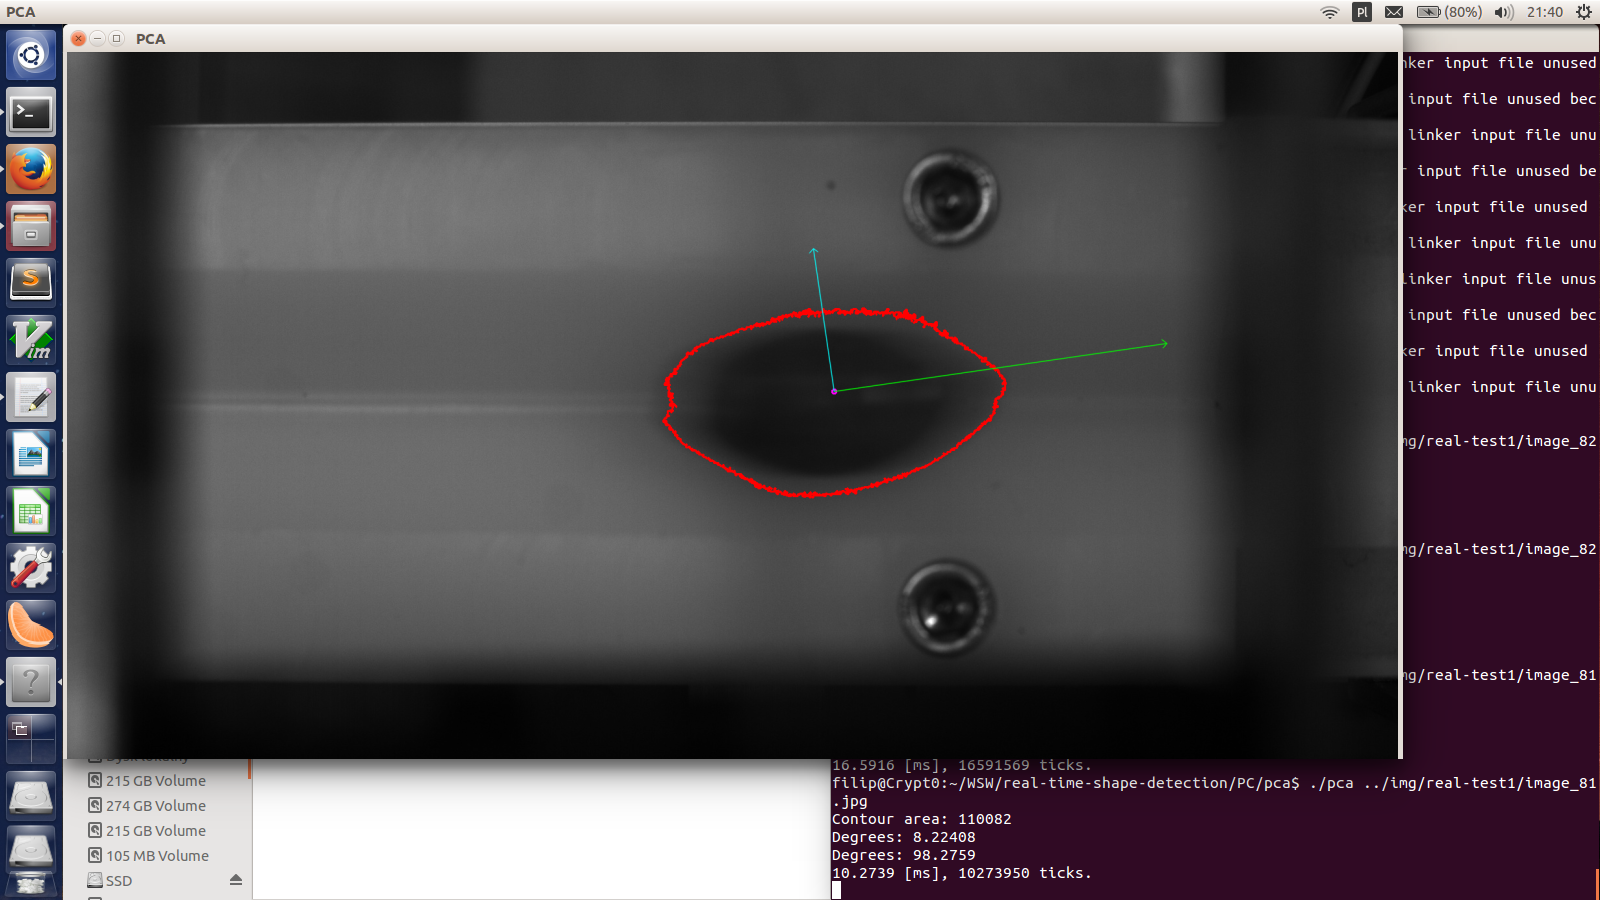 PCA
Pl
(80%)
21:40
PCA
nker input file unused
input file unused bec
linker input file unu
input file unused be
ker input file unused
linker input file unu
linker input file unus
input file unused bec
ker input file unused
linker input file unu
mg/real-test1/image_82
mg/real-test1/image_82
mg/real-test1/image_81
16.5916 [ms], 16591569 ticks.
filip@Crypt0:~/WSW/real-time-shape-detection/PC/pca$ ./pca ../img/real-test1/image_81
.jpg
Contour area: 110082
Degrees: 8.22408
Degrees: 98.2759
10.2739 [ms], 10273950 ticks.
215 GB Volume
274 GB Volume
215 GB Volume
105 MB Volume
SSD